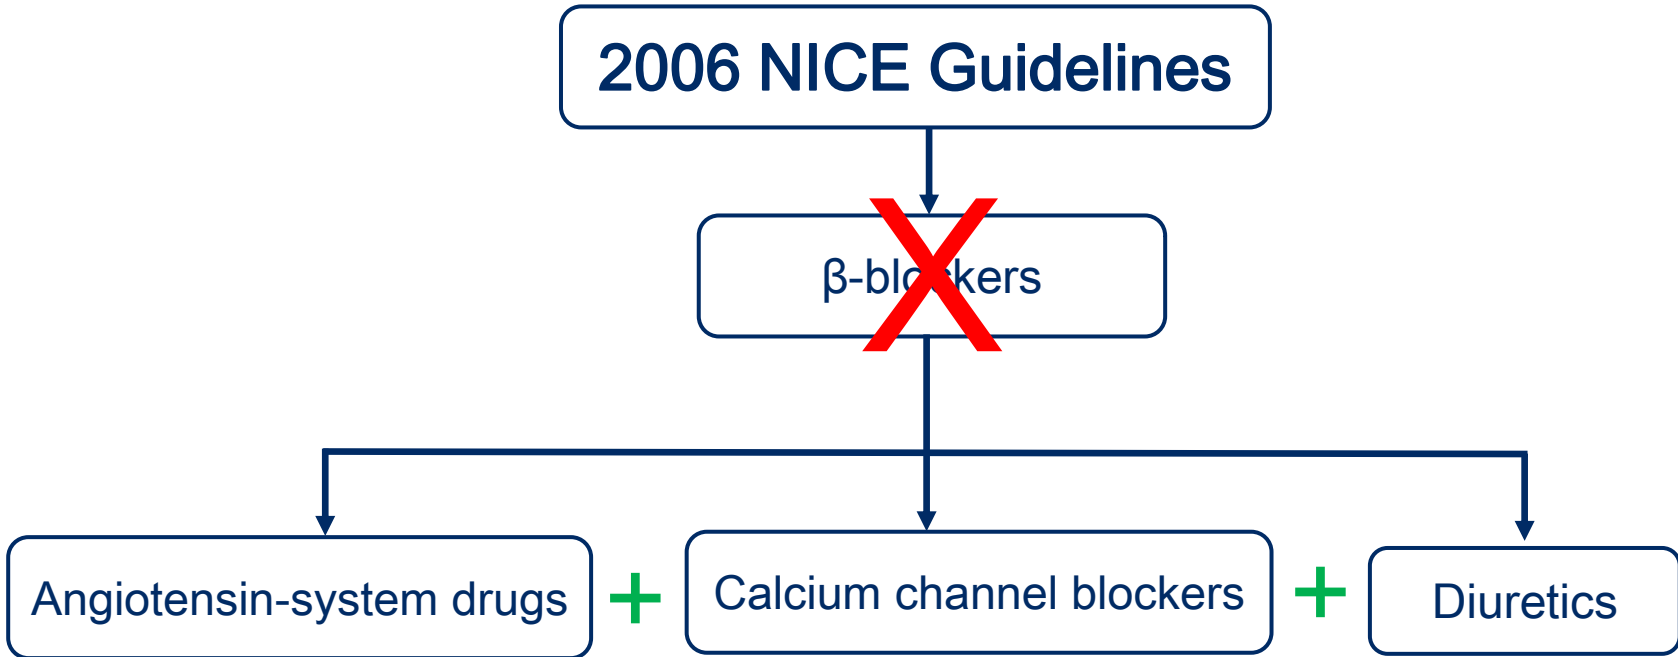 2006 NICE Guidelines
β-blockers
X
Angiotensin-system drugs + Calcium channel blockers + Diuretics